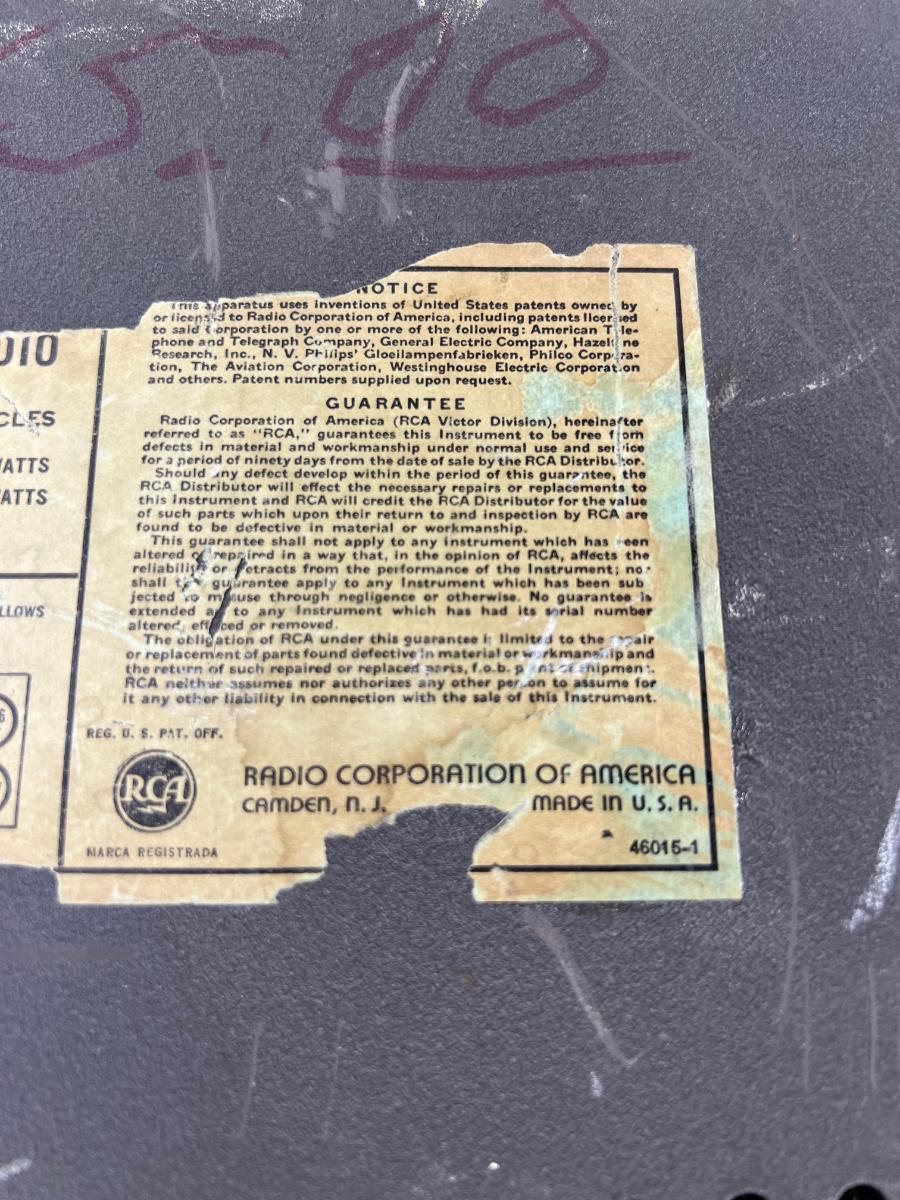 5.00
NOTICE
This apparatus uses inventions of United States patents owned by
or licensed to Radio Corporation of America, including patents licensed
to said Corporation by one or more of the following: American Tele-
phone and Telegraph Company, General Electric Company, Hazeltine
Research, Inc., N. V. Philips' Gloeilampenfabrieken, Philco Corpora-
tion, The Aviation Corporation, Westinghouse Electric Corporation
and others. Patent numbers supplied upon request.
GUARANTEE
Radio Corporation of America (RCA Victor Division), hereinafter
referred to as "RCA," guarantees this Instrument to be free from
defects in material and workmanship under normal use and service
for a period of ninety days from the date of sale by the RCA Distributor.
Should any defect develop within the period of this guarantee, the
RCA Distributor will effect the necessary repairs or replacements to
this Instrument and RCA will credit the RCA Distributor for the value
of such parts which upon their return to and inspection by RCA are
found to be defective in material or workmanship.
This guarantee shall not apply to any Instrument which has been
altered or repaired in a way that, in the opinion of RCA, affects the
reliability or detracts from the performance of the Instrument; nor
shall the guarantee apply to any Instrument which has been sub
jected to misuse through negligence or otherwise. No guarantee is
extended as to any Instrument which has had its serial number
altered, effaced or removed.
The obligation of RCA under this guarantee is limited to the repair
or replacement of parts found defective in material or workmanship and
the return of such repaired or replaced parts, f.o.b. point of shipment.
RCA neither assumes nor authorizes any other person to assume for
it any other liability in connection with the sale of this Instrument.
REG. U. S. PAT. OFF.
RCA
RADIO CORPORATION OF AMERICA
CAMDEN, N. J. MADE IN U. S. A.
MARCA REGISTRADA
46015-1
DIO
CLES
WATTS
WATTS
LLOWS
6